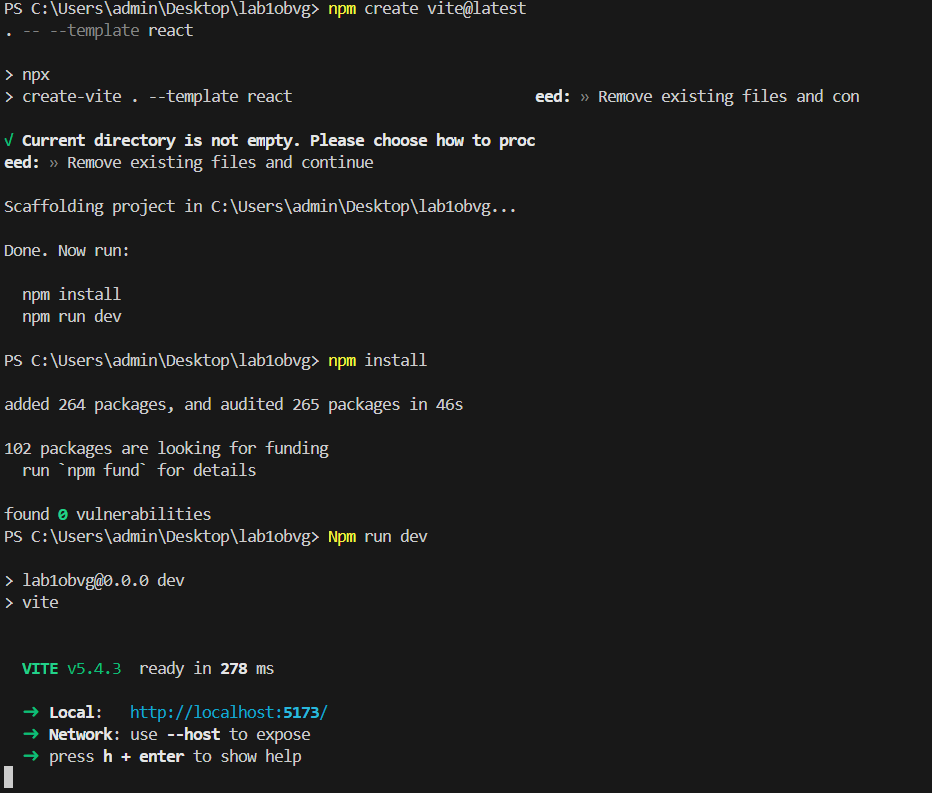 PS C:\Users\admin\Desktop\lab1obvg> npm create vite@latest
. -- --template react
> npx
> create-vite . --template react eed: » Remove existing files and con
√ Current directory is not empty. Please choose how to proc
eed: » Remove existing files and continue
Scaffolding project in C:\Users\admin\Desktop\lab1obvg...
Done. Now run:
npm install
npm run dev
PS C:\Users\admin\Desktop\lab1obvg> npm install
added 264 packages, and audited 265 packages in 46s
102 packages are looking for funding
run `npm fund` for details
found 0 vulnerabilities
PS C:\Users\admin\Desktop\lab1obvg> Npm run dev
> lab1obvg@0.0.0 dev
> vite
VITE v5.4.3 ready in 278 ms
➜ Local: http://localhost:5173/
➜ Network: use --host to expose
➜ press h + enter to show help